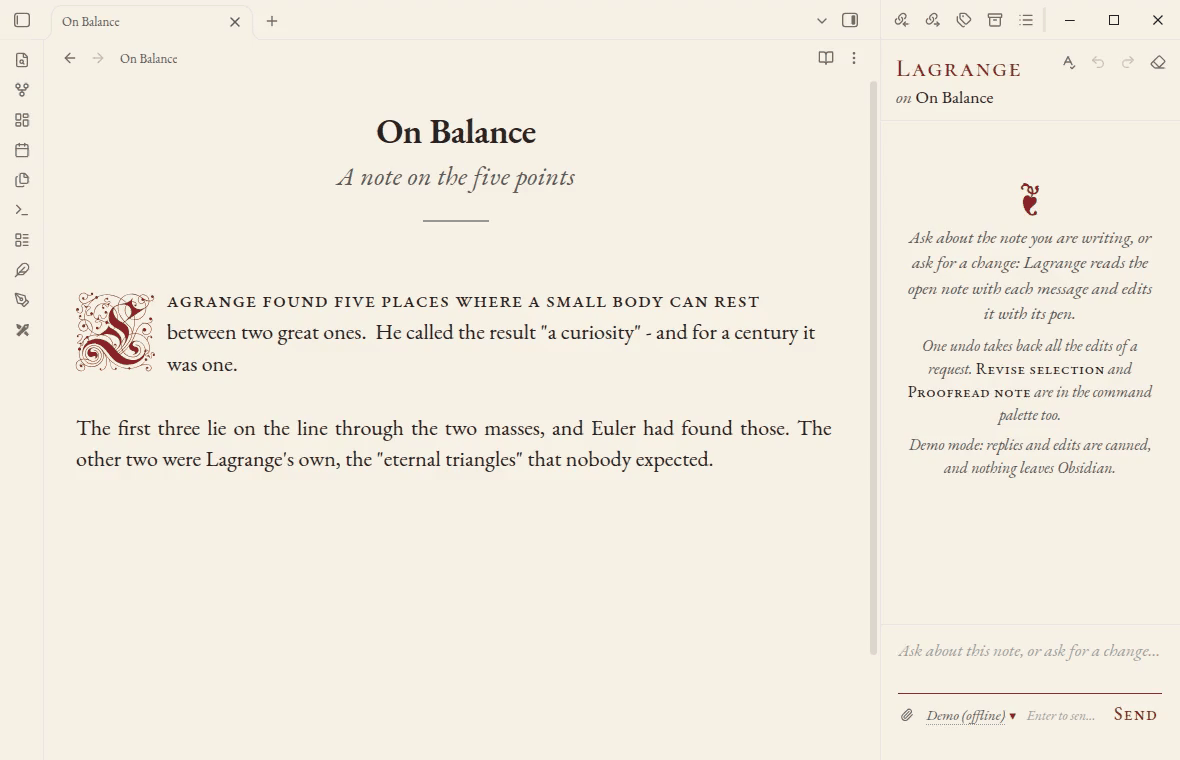 On Balance
On Balance
On Balance
A note on the five points
LAGRANGE FOUND FIVE PLACES WHERE A SMALL BODY CAN REST
between two great ones.  He called the result "a curiosity" - and for a century it
was one.
The first three lie on the line through the two masses, and Euler had found those. The
other two were Lagrange's own, the "eternal triangles" that nobody expected.
LAGRANGE
on On Balance
Ask about the note you are writing, or
ask for a change: Lagrange reads the
open note with each message and edits
it with its pen.
One undo takes back all the edits of a
request. REVISE SELECTION and
PROOFREAD NOTE are in the command
palette too.
Demo mode: replies and edits are canned,
and nothing leaves Obsidian.
Ask about this note, or ask for a change...
Demo (offline) ▾ Enter to sen... SEND